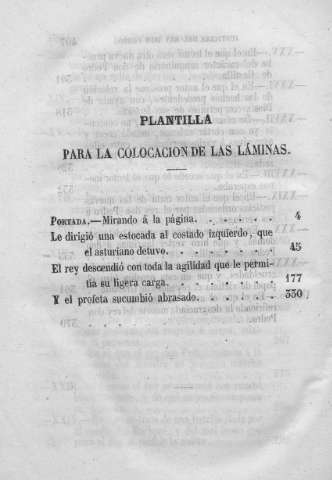 PLANTILLA
PARA LA COLOCACION DE LAS LÁMINAS.
PORTADA.—Mirando á la página. . . . . . . 4
Le dirigió una estocada al costado izquierdo, que
el asturiano detuvo. . . . . . . . . 45
El rey descendió con toda la agilidad que le permi-
tia su ligera carga. . . . . . . . . 177
Y el profeta sucumbió abrasado. . . . . . 330